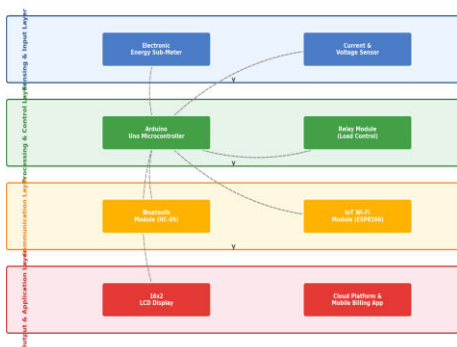 Sensing & Input Layer
Electronic
Energy Sub-Meter
Current &
Voltage Sensor
Processing & Control Layer
Arduino
Uno Microcontroller
Relay Module
(Load Control)
Communication Layer
Bluetooth
Module (HC-05)
IoT Wi-Fi
Module (ESP8266)
Output & Application Layer
16x2
LCD Display
Cloud Platform &
Mobile Billing App